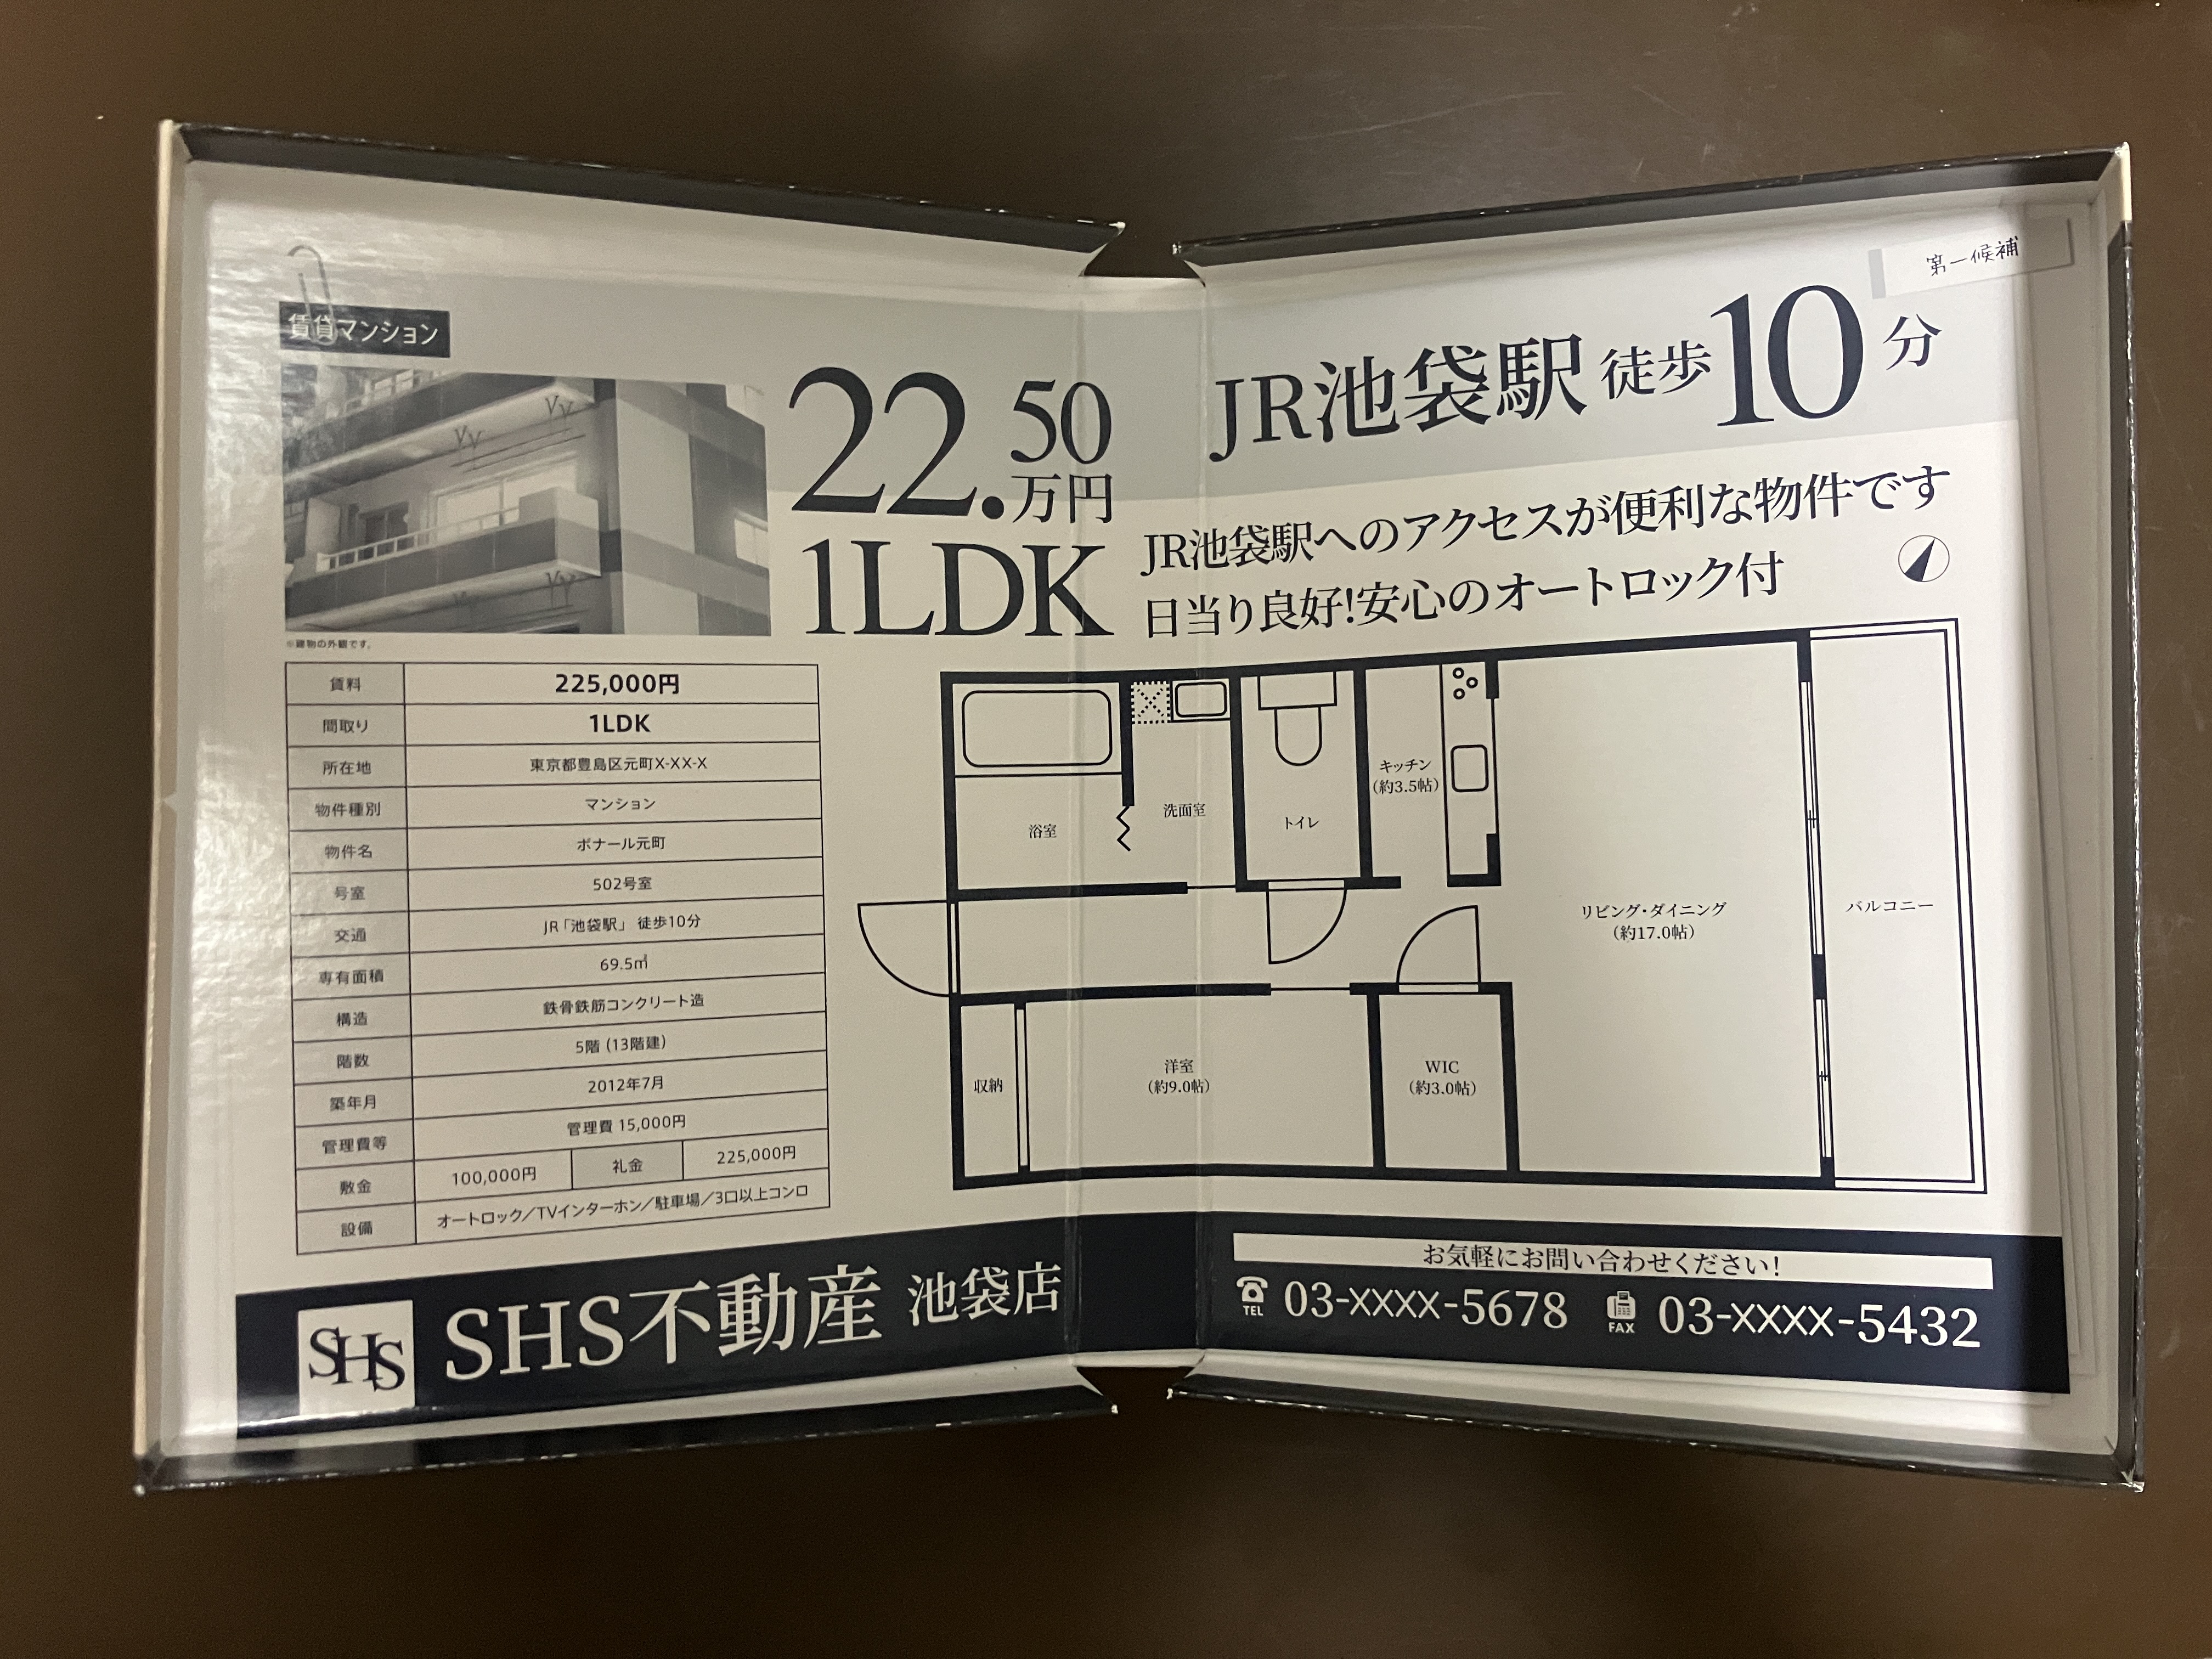 第一候補
賃貸マンション
22.50万円
1LDK
JR池袋駅 徒歩10分
JR池袋駅へのアクセスが便利な物件です
日当り良好!安心のオートロック付
※建物の外観です。
賃料 225,000円
間取り 1LDK
所在地 東京都豊島区元町X-XX-X
物件種別 マンション
物件名 ボナール元町
号室 502号室
交通 JR「池袋駅」 徒歩10分
専有面積 69.5㎡
構造 鉄骨鉄筋コンクリート造
階数 5階 (13階建)
築年月 2012年7月
管理費等 管理費 15,000円
敷金 100,000円 礼金 225,000円
設備 オートロック/TVインターホン/駐車場/3口以上コンロ
浴室
洗面室
トイレ
キッチン
(約3.5帖)
リビング・ダイニング
(約17.0帖)
バルコニー
収納
洋室
(約9.0帖)
WIC
(約3.0帖)
SHS
SHS不動産 池袋店
お気軽にお問い合わせください!
TEL 03-XXXX-5678
FAX 03-XXXX-5432